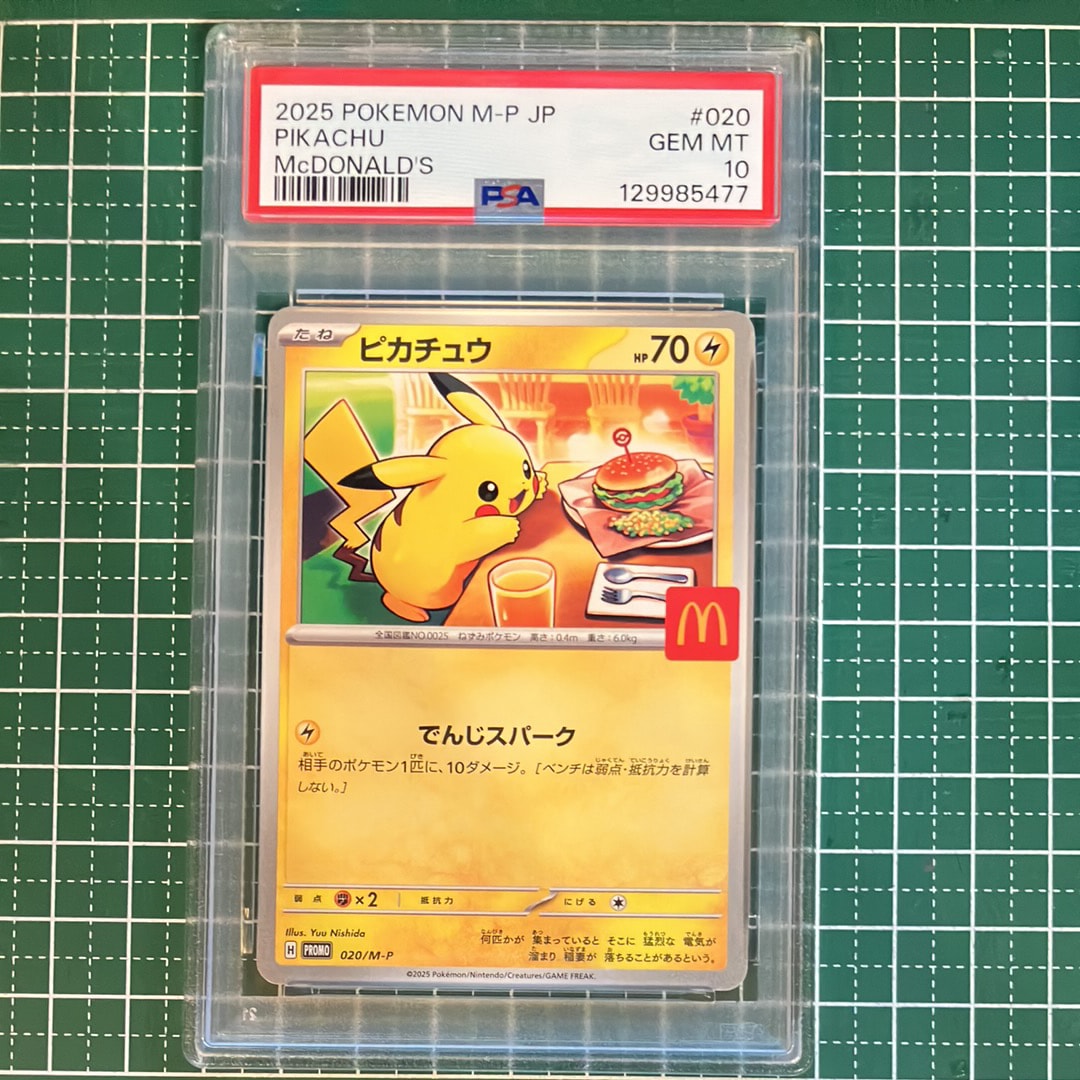 2025 POKEMON M-P JP #020
PIKACHU GEM MT
McDONALD'S 10
PSA 129985477
たね ピカチュウ HP70
M
全国図鑑NO.0025 ねずみポケモン 高さ:0.4m 重さ:6.0kg
でんじスパーク
相手のポケモン1匹に、10ダメージ。[ベンチは弱点・抵抗力を計算
しない。]
弱点 ×2 抵抗力 にげる
Illus. Yuu Nishida
何匹かが 集まっていると そこに 猛烈な 電気が
溜まり 稲妻が 落ちることがあるという。
H PROMO 020/M-P
©2025 Pokémon/Nintendo/Creatures/GAME FREAK.